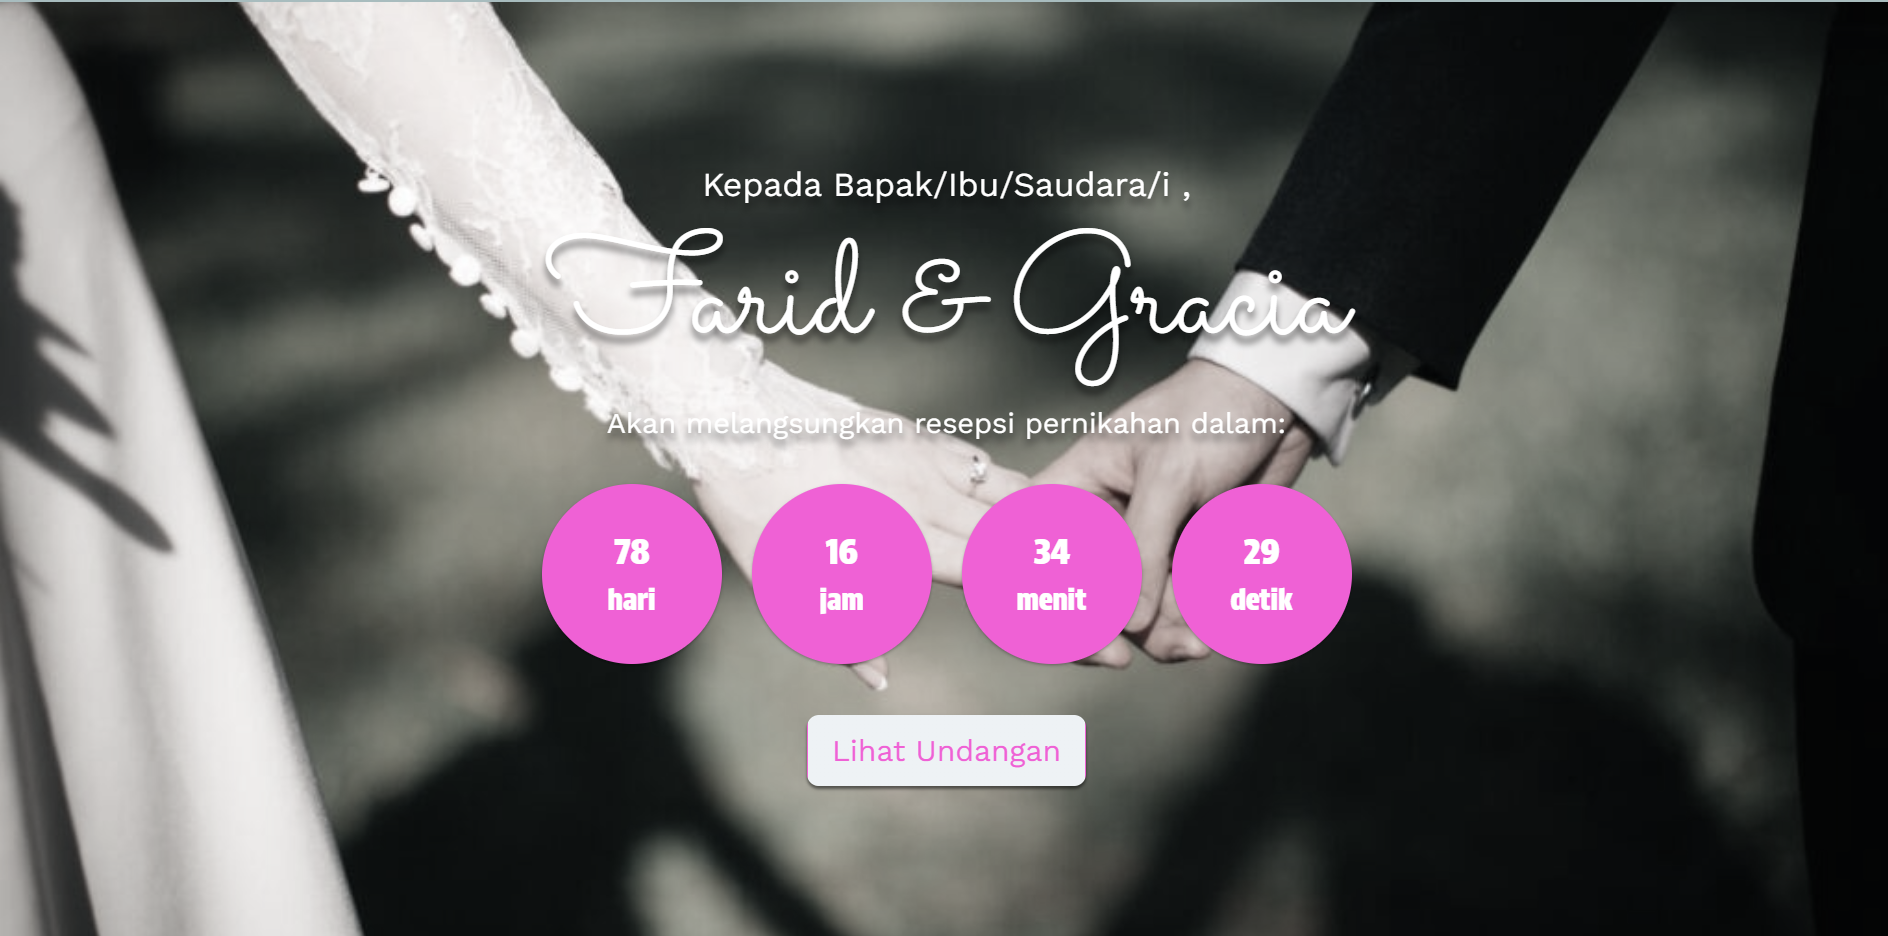 Kepada Bapak/Ibu/Saudara/i ,
Farid & Gracia
Akan melangsungkan resepsi pernikahan dalam:
78 16 34 29
hari jam menit detik
Lihat Undangan